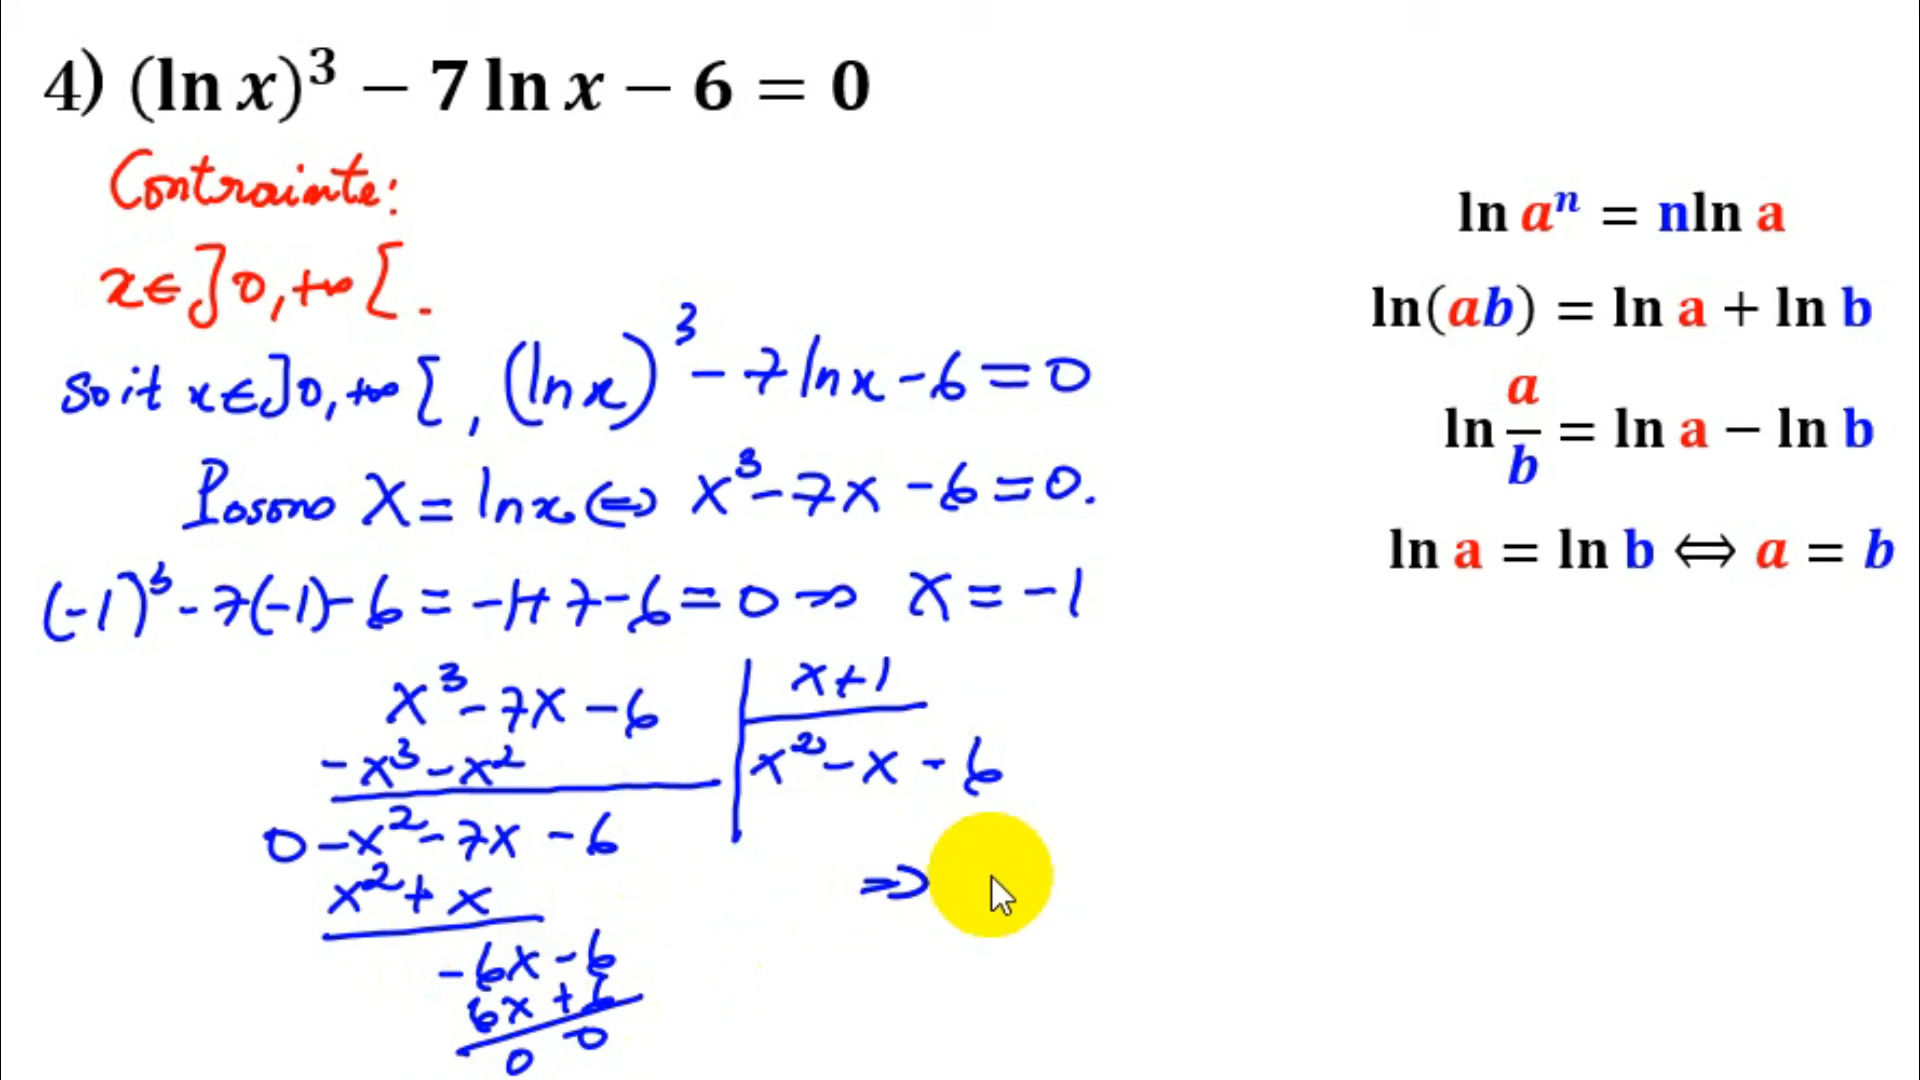 4) (ln x)³ − 7 ln x − 6 = 0
Contrainte:
x∈]0,+∞[.
soit x∈]0,+∞[, (ln x)³ − 7 ln x − 6 = 0
Posons X = ln x ⇔ X³ − 7X − 6 = 0.
(-1)³ - 7(-1) - 6 = -1+7-6 = 0 ⇒ X = -1
X³ - 7X - 6 | X+1
-X³ - X² | X² - X - 6
0 - X² - 7X - 6
X² + X ⇒
-6X - 6
6X + 6
0 0
ln aⁿ = nln a
ln(ab) = ln a + ln b
ln a/b = ln a − ln b
ln a = ln b ⇔ a = b